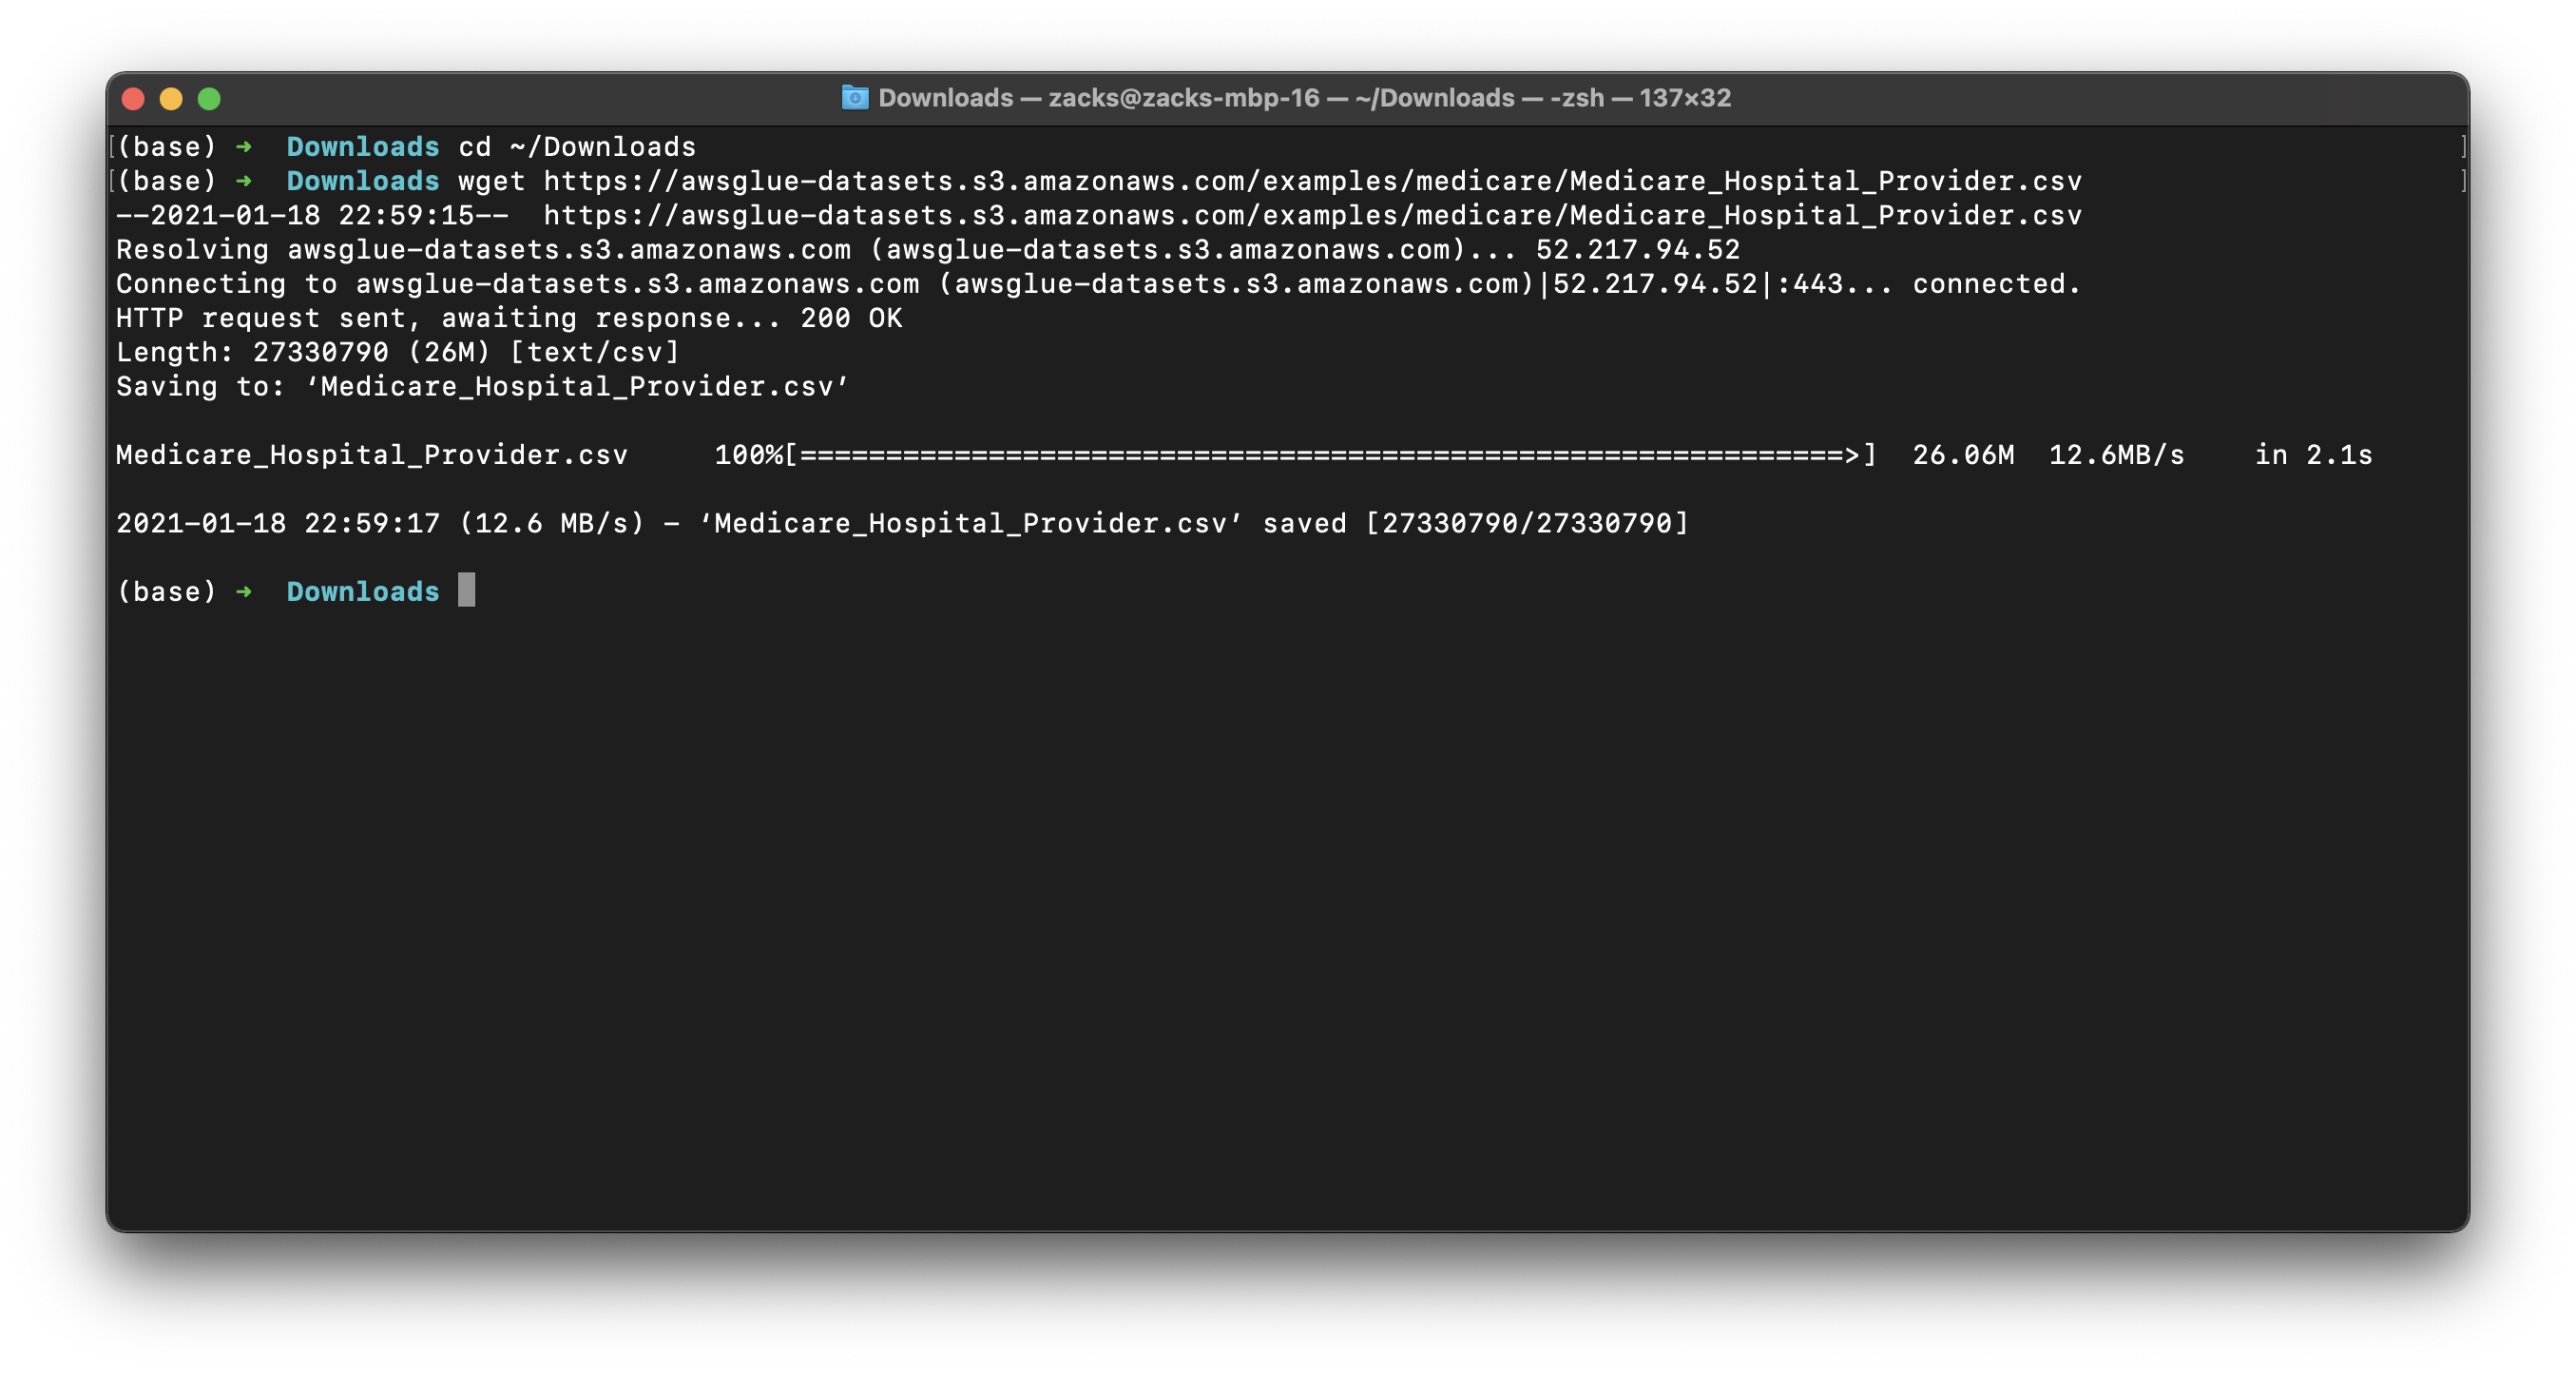 Downloads — zacks@zacks-mbp-16 — ~/Downloads — -zsh — 137×32
[(base) ➜  Downloads cd ~/Downloads ]
[(base) ➜  Downloads wget https://awsglue-datasets.s3.amazonaws.com/examples/medicare/Medicare_Hospital_Provider.csv ]
--2021-01-18 22:59:15--  https://awsglue-datasets.s3.amazonaws.com/examples/medicare/Medicare_Hospital_Provider.csv
Resolving awsglue-datasets.s3.amazonaws.com (awsglue-datasets.s3.amazonaws.com)... 52.217.94.52
Connecting to awsglue-datasets.s3.amazonaws.com (awsglue-datasets.s3.amazonaws.com)|52.217.94.52|:443... connected.
HTTP request sent, awaiting response... 200 OK
Length: 27330790 (26M) [text/csv]
Saving to: ‘Medicare_Hospital_Provider.csv’
Medicare_Hospital_Provider.csv     100%[=============================================================>]  26.06M  12.6MB/s    in 2.1s
2021-01-18 22:59:17 (12.6 MB/s) - ‘Medicare_Hospital_Provider.csv’ saved [27330790/27330790]
(base) ➜  Downloads